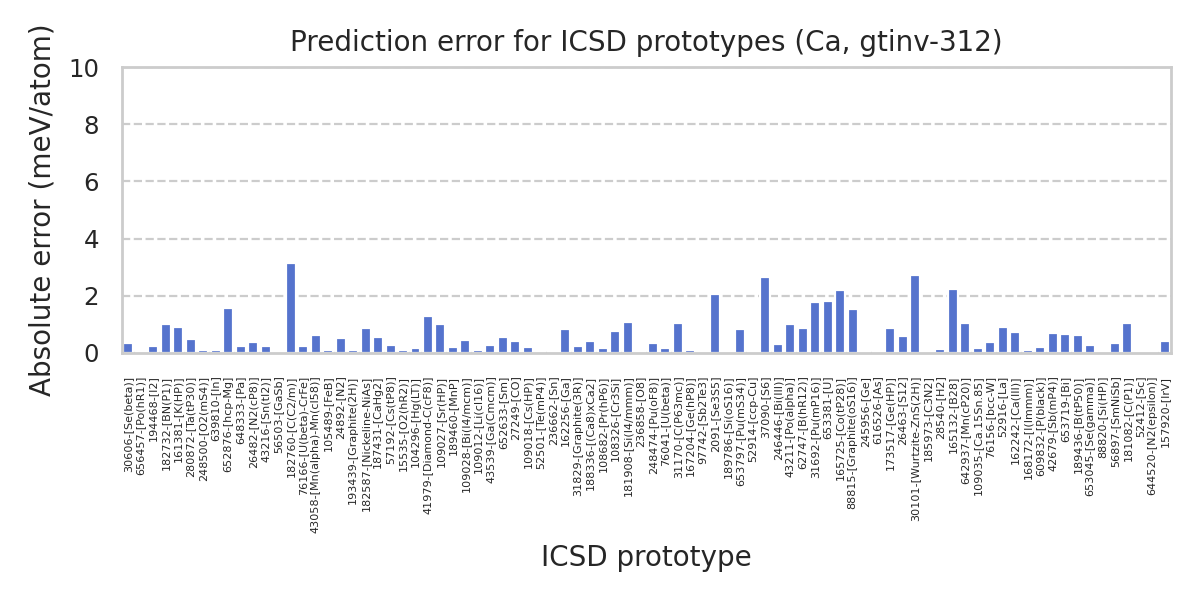 Prediction error for ICSD prototypes (Ca, gtinv-312)
Absolute error (meV/atom)
10
8
6
4
2
0
30606-[Se(beta)]
656457-[Po(hR1)]
194468-[I2]
182732-[BN(P1)]
161381-[K(HP)]
280872-[Ta(tP30)]
248500-[O2(mS4)]
639810-[In]
652876-[hcp-Mg]
648333-[Pa]
26482-[N2(cP8)]
43216-[Sn(tI2)]
56503-[GaSb]
182760-[C(C2/m)]
76166-[U(beta)-CrFe]
43058-[Mn(alpha)-Mn(cI58)]
105489-[FeB]
24892-[N2]
193439-[Graphite(2H)]
182587-[Nickeline-NiAs]
187431-[CaHg2]
57192-[Cs(tP8)]
15535-[O2(hR2)]
104296-[Hg(LT)]
41979-[Diamond-C(cF8)]
109027-[Sr(HP)]
189460-[MnP]
109028-[Bi(I4/mcm)]
109012-[Li(cI16)]
43539-[Ga(Cmcm)]
652633-[Sm]
27249-[CO]
109018-[Cs(HP)]
52501-[Te(mP4)]
236662-[Sn]
162256-[Ga]
31829-[Graphite(3R)]
188336-[(Ca8)xCa2]
108682-[Pr(hP6)]
108326-[Cr3Si]
181908-[Si(I4/mmm)]
236858-[O8]
248474-[Pu(oF8)]
76041-[U(beta)]
31170-[C(P63mc)]
167204-[Ge(hP8)]
97742-[Sb2Te3]
2091-[Se3S5]
189786-[Si(oS16)]
653797-[Pu(mS34)]
52914-[ccp-Cu]
37090-[S6]
246446-[Bi(III)]
43211-[Po(alpha)]
62747-[B(hR12)]
31692-[Pu(mP16)]
653381-[U]
165725-[Co(tP28)]
88815-[Graphite(oS16)]
245956-[Ge]
616526-[As]
173517-[Ge(HP)]
26463-[S12]
30101-[Wurtzite-ZnS(2H)]
185973-[C3N2]
28540-[H2]
165132-[B28]
642937-[Mn(cP20)]
109035-[Ca.15Sn.85]
76156-[bcc-W]
52916-[La]
162242-[Ca(III)]
168172-[I(Immm)]
609832-[P(black)]
42679-[Sb(mP4)]
653719-[Bi]
189436-[B(tP50)]
653045-[Se(gamma)]
88820-[Si(HP)]
56897-[SmNiSb]
181082-[C(P1)]
52412-[Sc]
644520-[N2(epsilon)]
157920-[IrV]
ICSD prototype